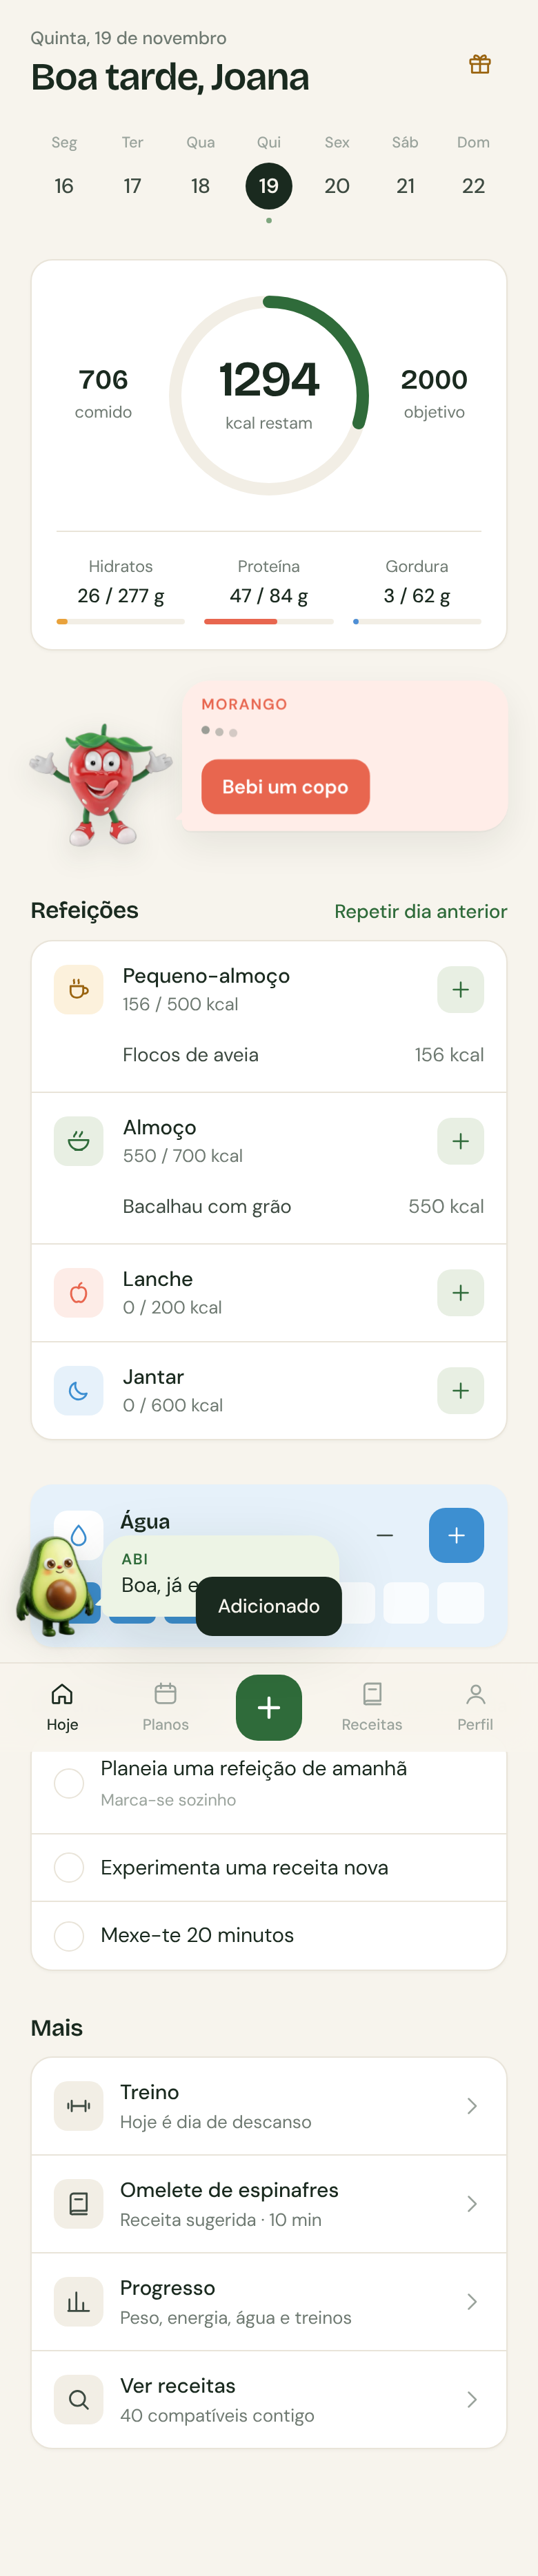 Quinta, 19 de novembro
Boa tarde, Joana
Seg Ter Qua Qui Sex Sáb Dom
16 17 18 19 20 21 22
706
comido
1294
kcal restam
2000
objetivo
Hidratos Proteína Gordura
26 / 277 g 47 / 84 g 3 / 62 g
MORANGO
Bebi um copo
Refeições Repetir dia anterior
Pequeno-almoço
156 / 500 kcal
Flocos de aveia 156 kcal
Almoço
550 / 700 kcal
Bacalhau com grão 550 kcal
Lanche
0 / 200 kcal
Jantar
0 / 600 kcal
Água
ABI
Boa, já
Adicionado
Hoje Planos Receitas Perfil
Planeia uma refeição de amanhã
Marca-se sozinho
Experimenta uma receita nova
Mexe-te 20 minutos
Mais
Treino
Hoje é dia de descanso
Omelete de espinafres
Receita sugerida · 10 min
Progresso
Peso, energia, água e treinos
Ver receitas
40 compatíveis contigo